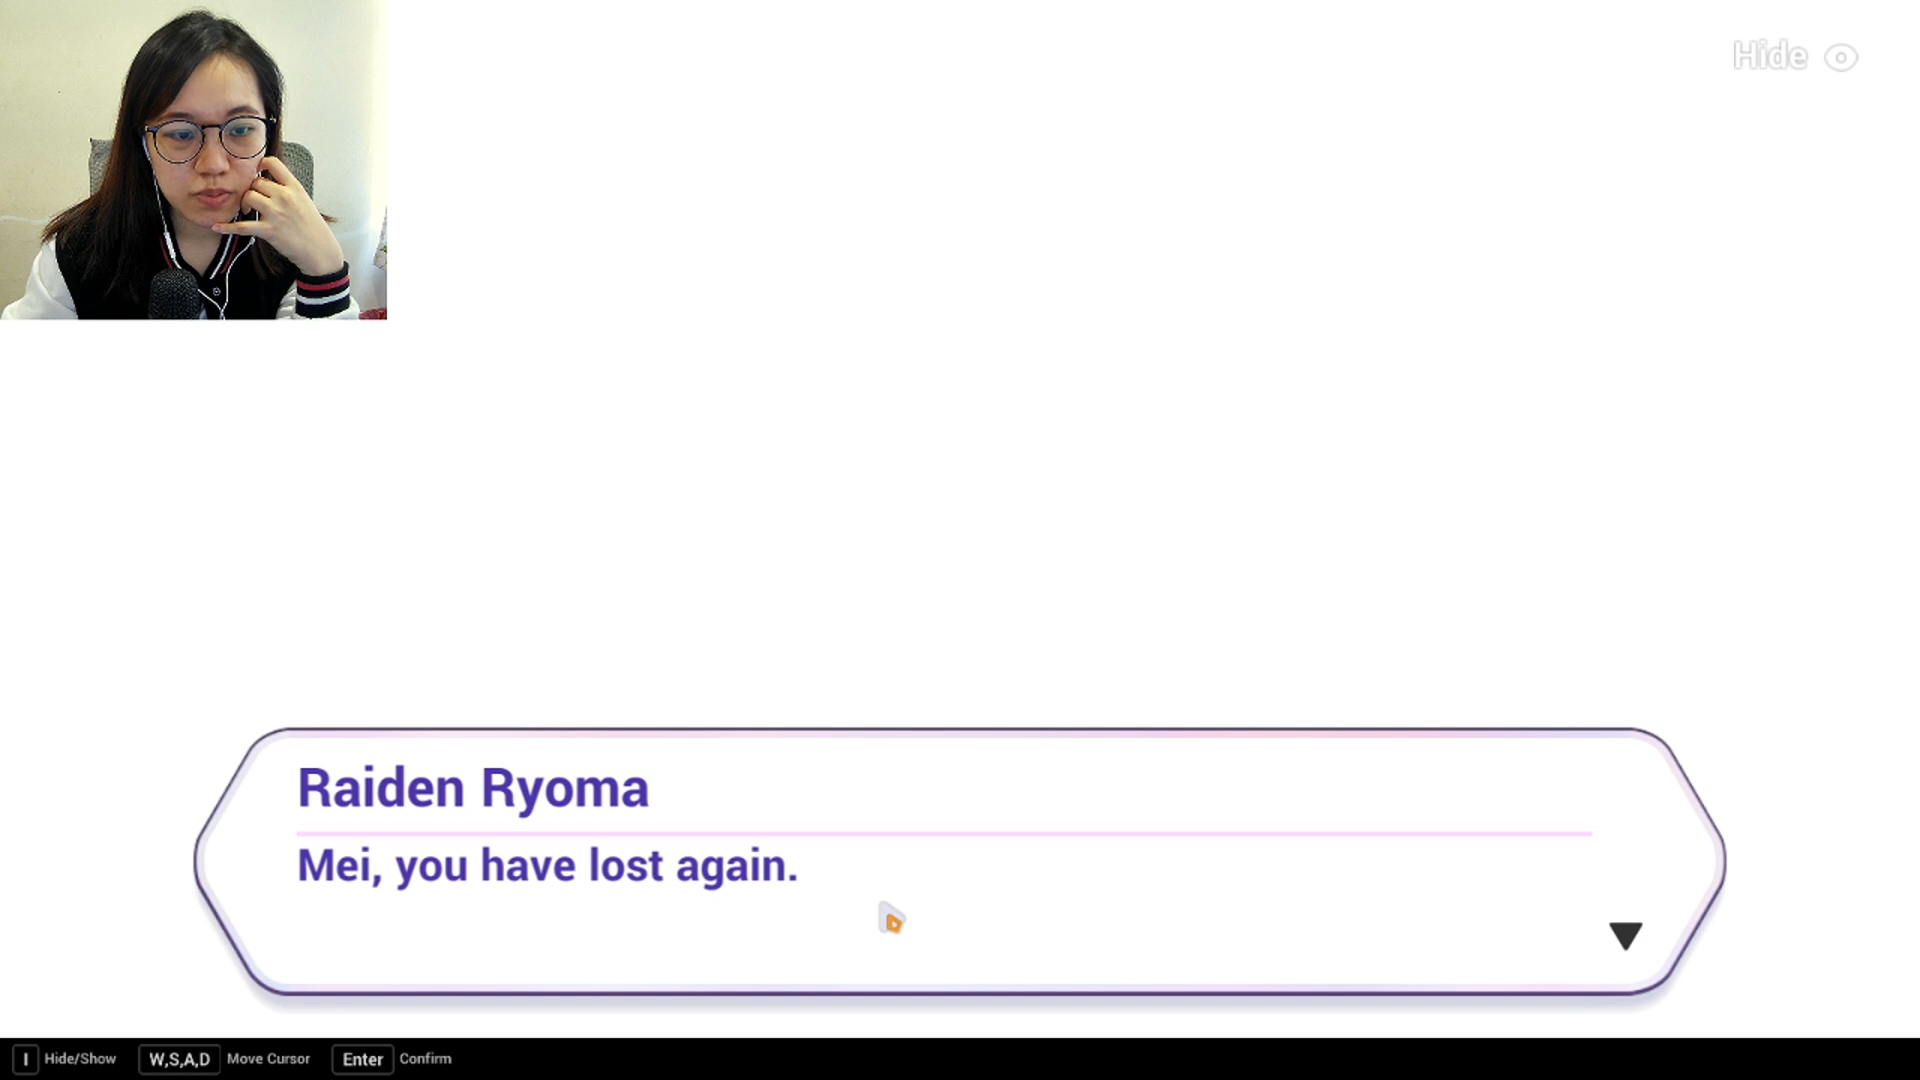 Hide
Raiden Ryoma
Mei, you have lost again.
I Hide/Show W,S,A,D Move Cursor Enter Confirm